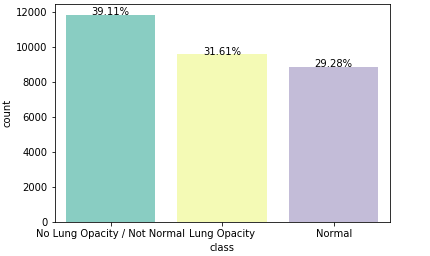 39.11%
31.61%
29.28%
12000
10000
8000
6000
4000
2000
0
count
No Lung Opacity / Not Normal
Lung Opacity
Normal
class